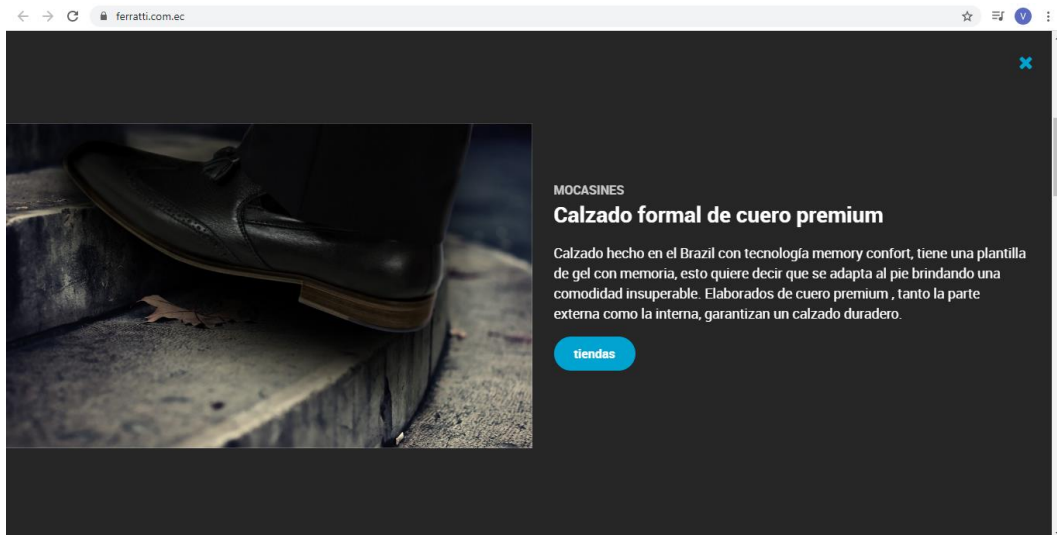 ferratti.com.ec
V
MOCASINES
Calzado formal de cuero premium
Calzado hecho en el Brazil con tecnología memory confort, tiene una plantilla
de gel con memoria, esto quiere decir que se adapta al pie brindando una
comodidad insuperable. Elaborados de cuero premium , tanto la parte
externa como la interna, garantizan un calzado duradero.
tiendas